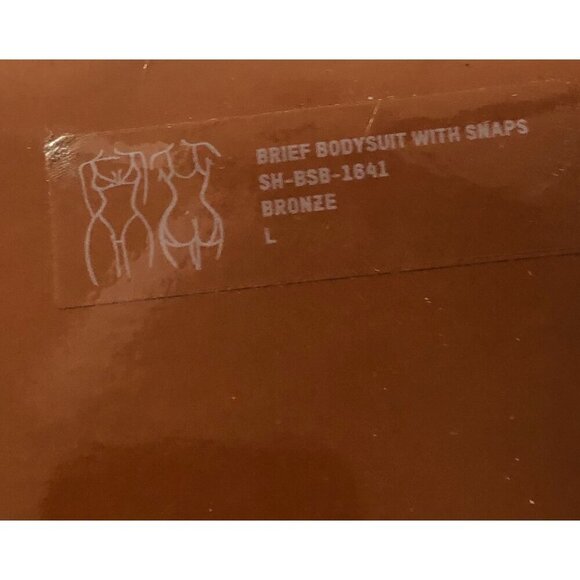 BRIEF BODYSUIT WITH SNAPS
SH-BSB-1641
BRONZE
L